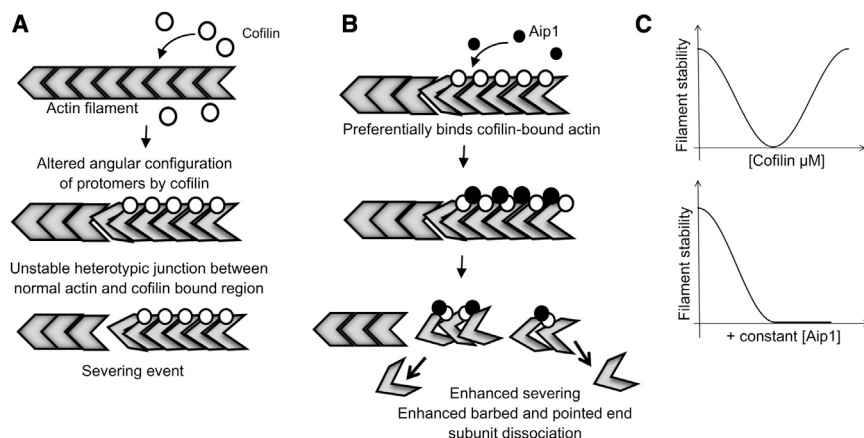 A
Cofilin
Actin filament
Altered angular configuration
of protomers by cofilin
Unstable heterotypic junction between
normal actin and cofilin bound region
Severing event
B
Aip1
Preferentially binds cofilin-bound actin
Enhanced severing
Enhanced barbed and pointed end
subunit dissociation
C
Filament stability
[Cofilin µM]
Filament stability
+ constant [Aip1]